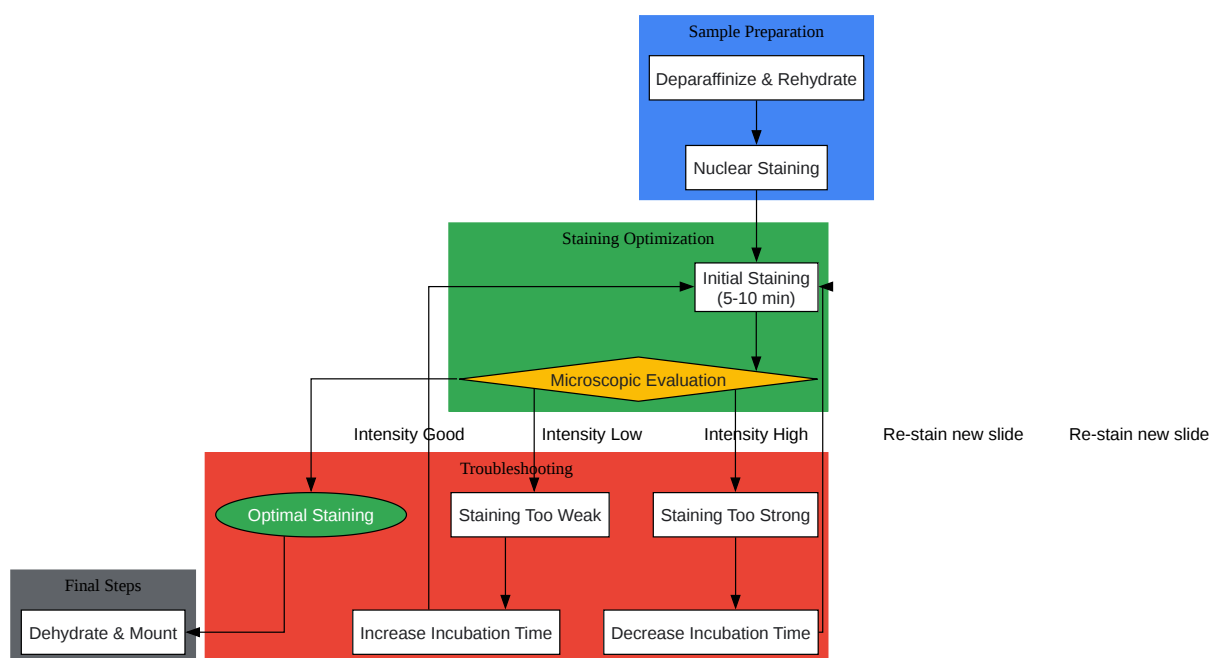 Sample Preparation
Deparaffinize & Rehydrate
Nuclear Staining
Staining Optimization
Initial Staining
(5-10 min)
Microscopic Evaluation
Intensity Good
Intensity Low
Intensity High
Re-stain new slide
Re-stain new slide
Troubleshooting
Optimal Staining
Staining Too Weak
Staining Too Strong
Final Steps
Dehydrate & Mount
Increase Incubation Time
Decrease Incubation Time